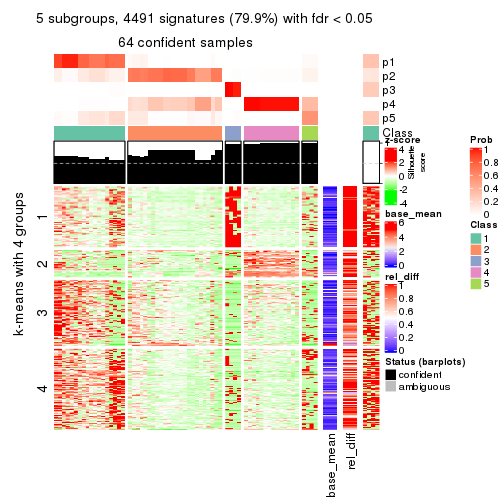 5 subgroups, 4491 signatures (79.9%) with fdr < 0.05
64 confident samples
p1
p2
p3
p4
p5
Class
1
0
Silhouette
score
k-means with 4 groups
1
2
3
4
base_mean
rel_diff
z-score
4
2
0
-2
-4
base_mean
6
4
2
0
rel_diff
1
0.8
0.6
0.4
0.2
0
Status (barplots)
confident
ambiguous
Prob
1
0.8
0.6
0.4
0.2
0
Class
1
2
3
4
5